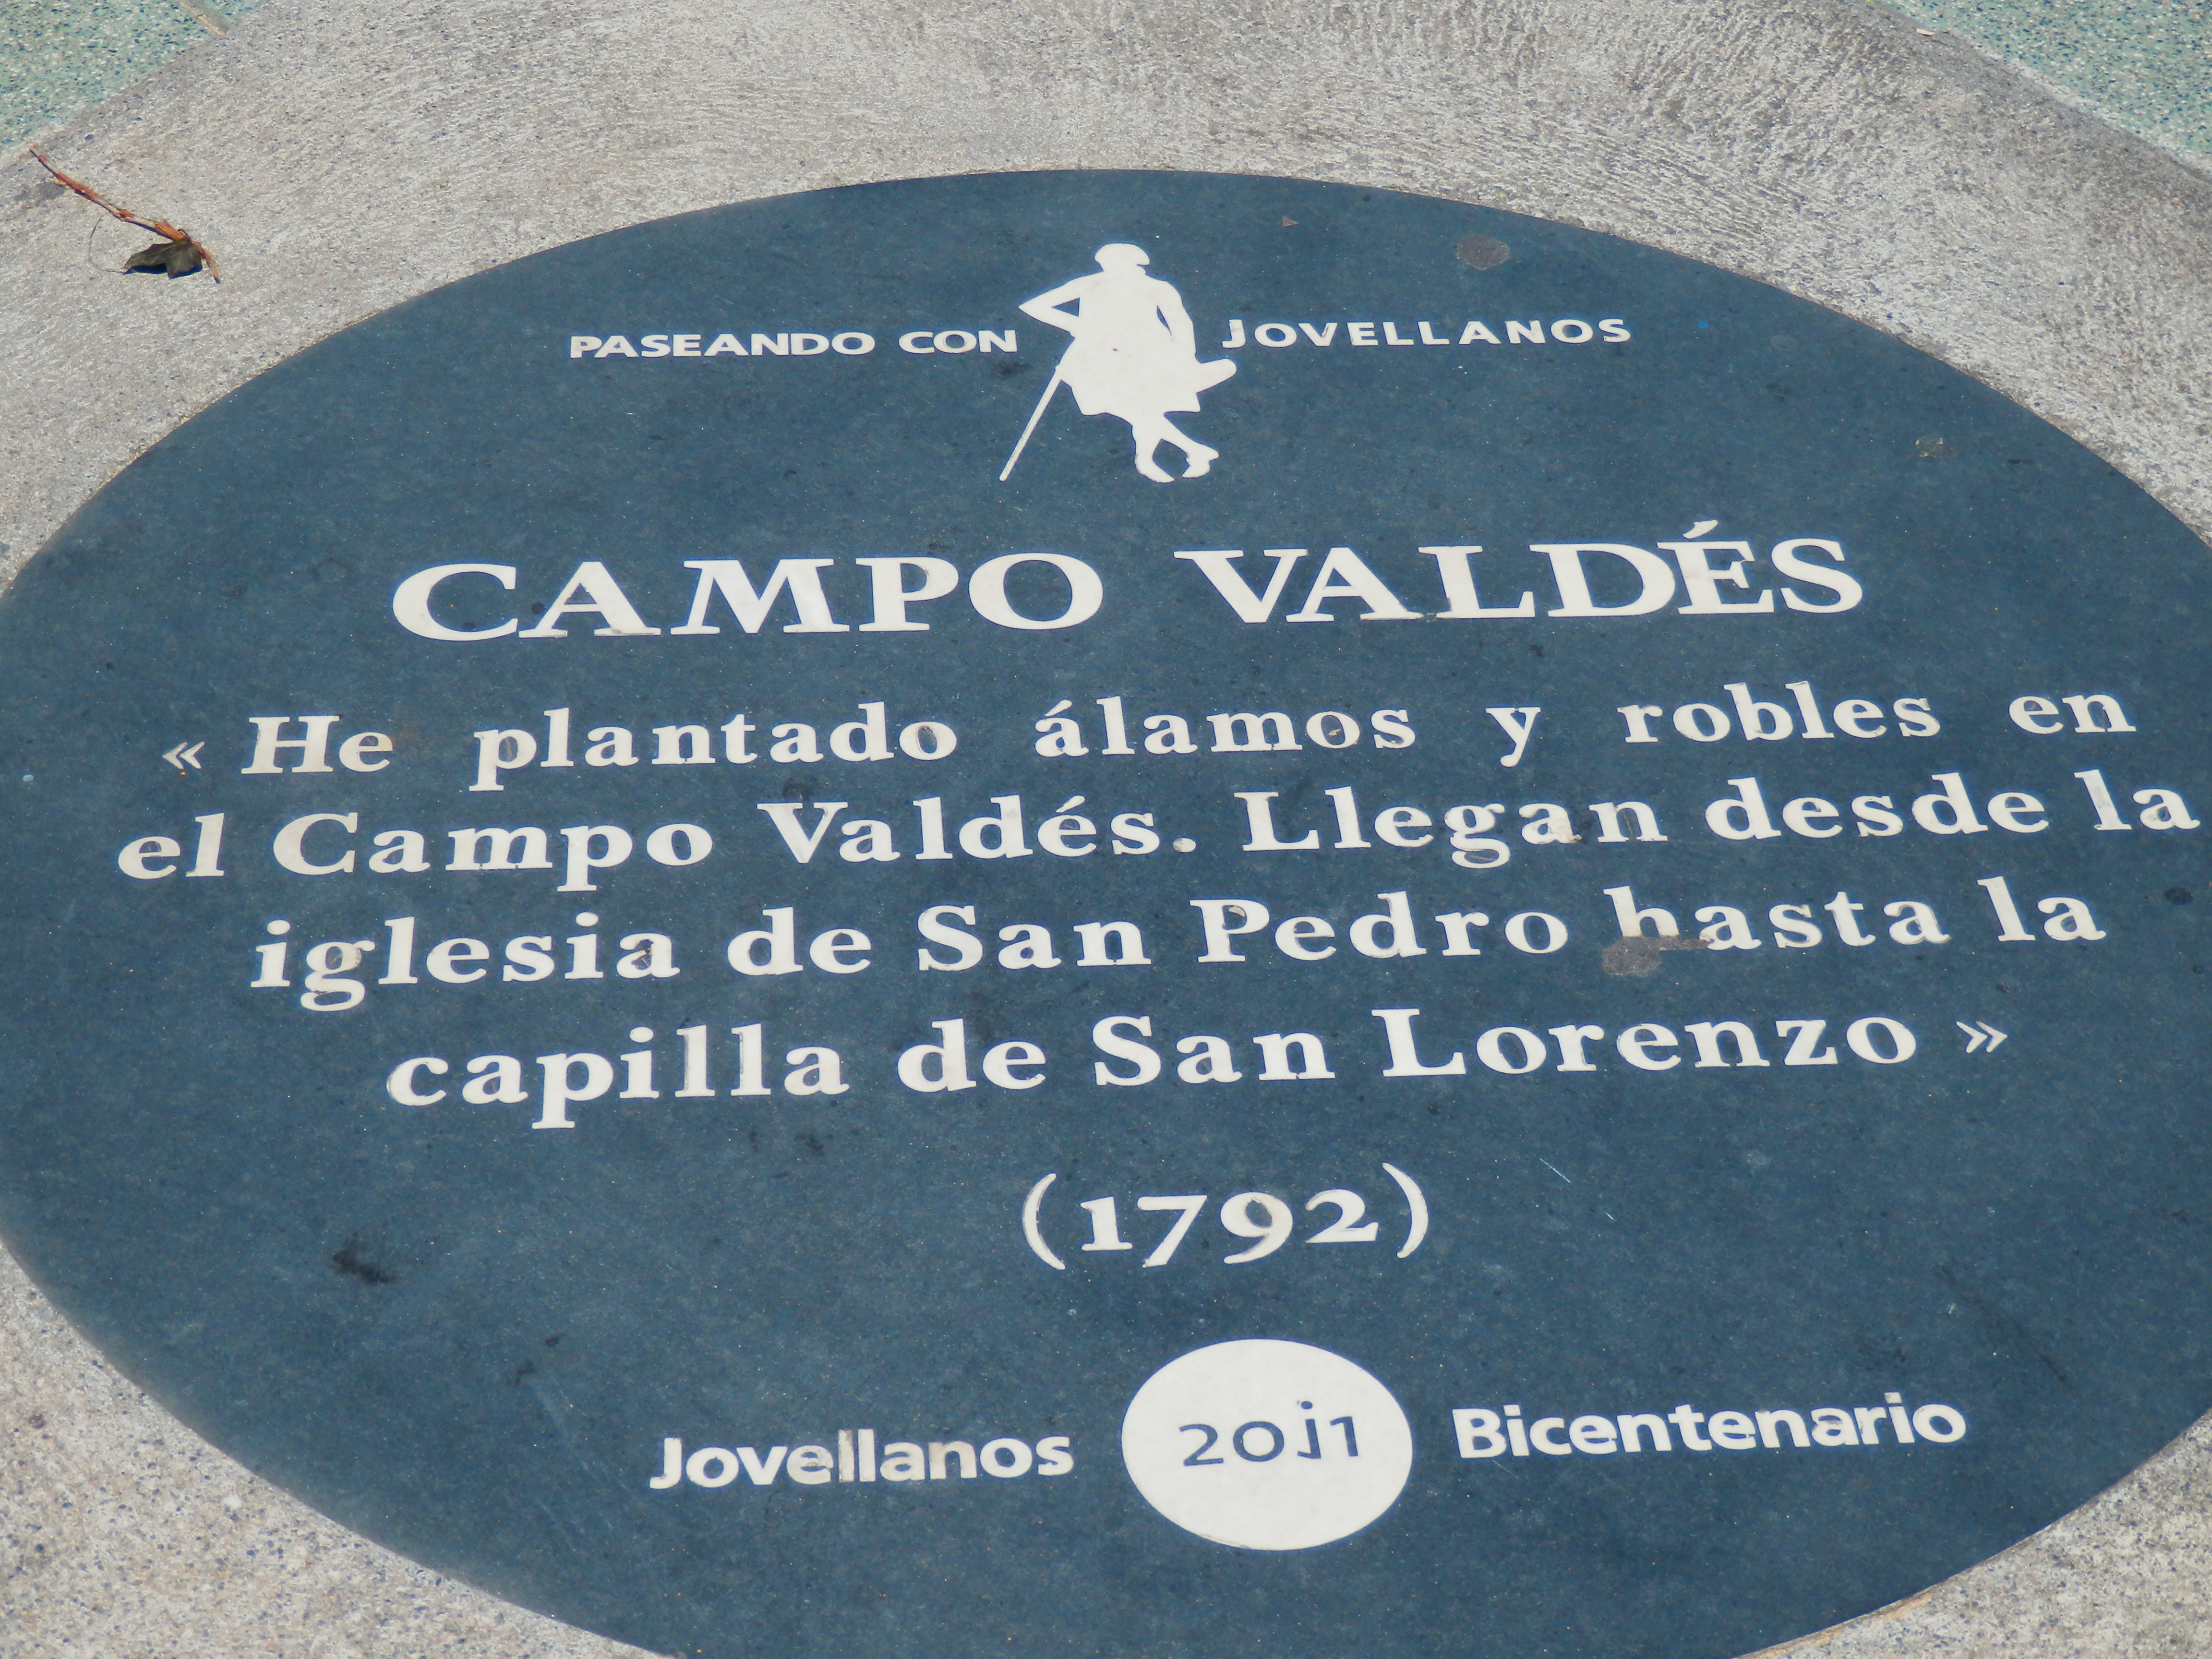 PASEANDO CON JOVELLANOS
CAMPO VALDÉS
« He plantado álamos y robles en
el Campo Valdés. Llegan desde la
iglesia de San Pedro hasta la
capilla de San Lorenzo »
(1792)
Jovellanos 20j1 Bicentenario